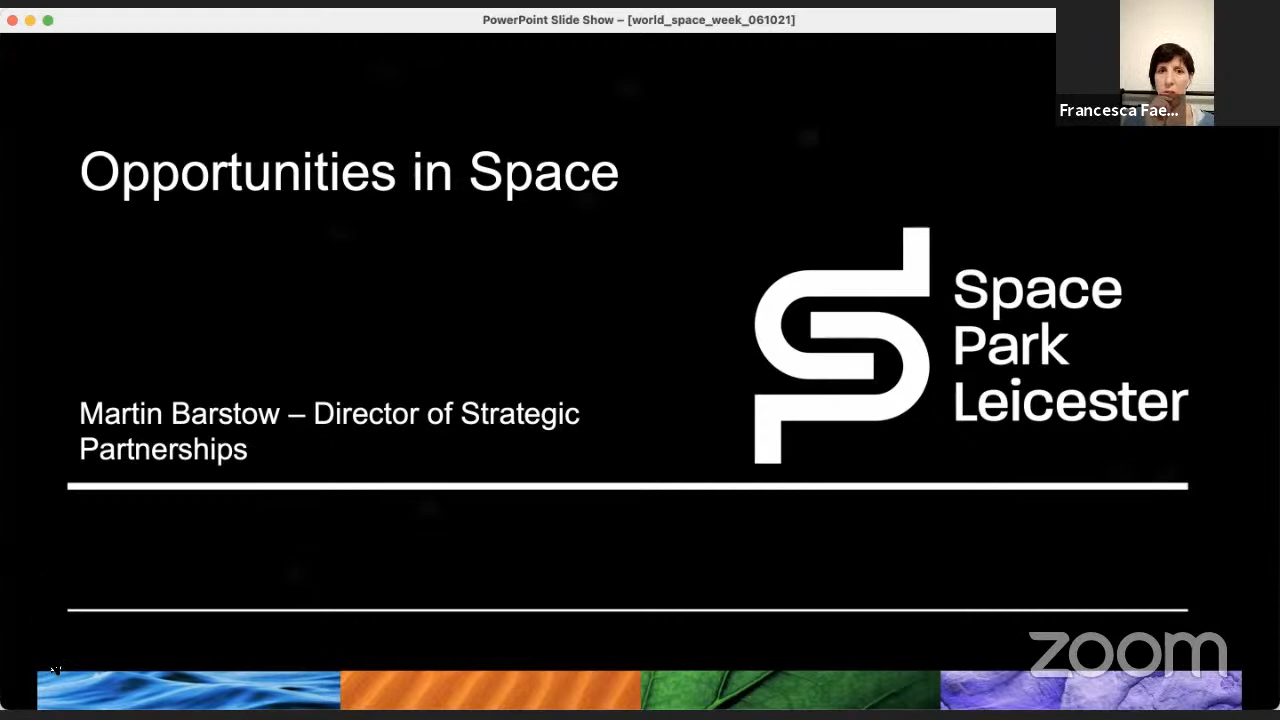 PowerPoint Slide Show – [world_space_week_061021]
Francesca Fae...
Opportunities in Space
Space
Park
Leicester
Martin Barstow – Director of Strategic
Partnerships
zoom